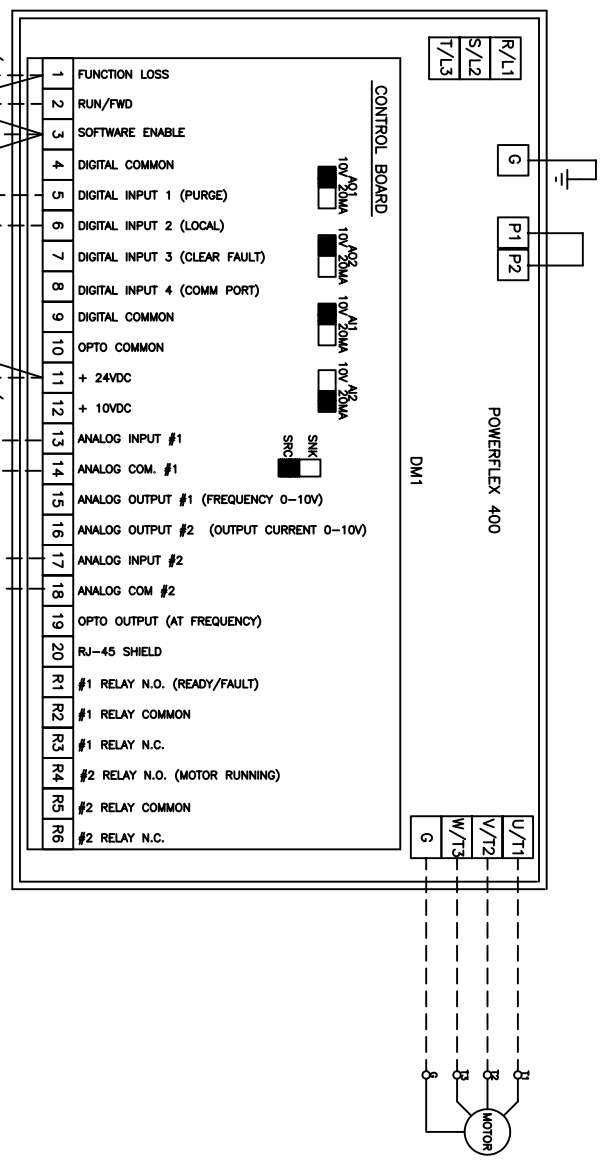 R/L1
S/L2
T/L3
G
P1
P2
POWERFLEX 400
DM1
CONTROL BOARD
AO1
10V 20MA
AO2
10V 20MA
AI1
10V 20MA
AI2
10V 20MA
SNK
SRC
1 FUNCTION LOSS
2 RUN/FWD
3 SOFTWARE ENABLE
4 DIGITAL COMMON
5 DIGITAL INPUT 1 (PURGE)
6 DIGITAL INPUT 2 (LOCAL)
7 DIGITAL INPUT 3 (CLEAR FAULT)
8 DIGITAL INPUT 4 (COMM PORT)
9 DIGITAL COMMON
10 OPTO COMMON
11 + 24VDC
12 + 10VDC
13 ANALOG INPUT #1
14 ANALOG COM. #1
15 ANALOG OUTPUT #1 (FREQUENCY 0-10V)
16 ANALOG OUTPUT #2 (OUTPUT CURRENT 0-10V)
17 ANALOG INPUT #2
18 ANALOG COM #2
19 OPTO OUTPUT (AT FREQUENCY)
20 RJ-45 SHIELD
R1 #1 RELAY N.O. (READY/FAULT)
R2 #1 RELAY COMMON
R3 #1 RELAY N.C.
R4 #2 RELAY N.O. (MOTOR RUNNING)
R5 #2 RELAY COMMON
R6 #2 RELAY N.C.
U/T1
V/T2
W/T3
G
T1
T2
T3
G
MOTOR